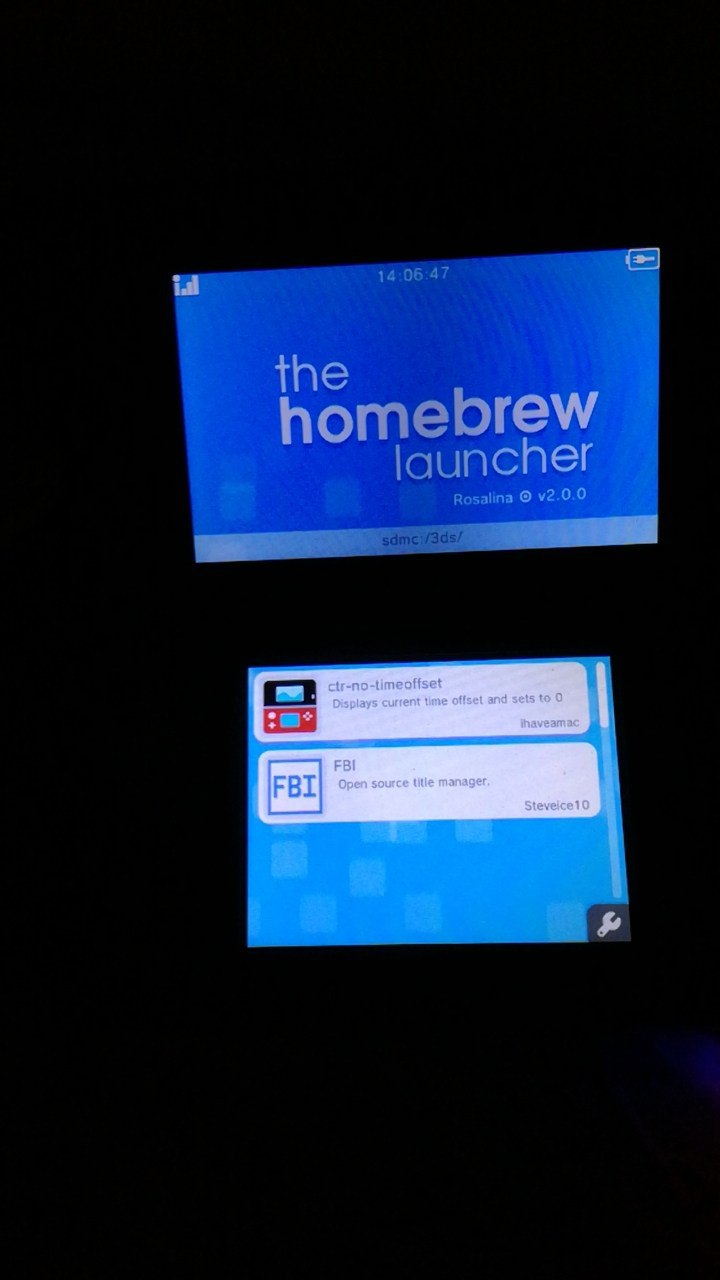 14:06:47
the
homebrew
launcher
Rosalina v2.0.0
sdmc:/3ds/
ctr-no-timeoffset
Displays current time offset and sets to 0
ihaveamac
FBI
FBI
Open source title manager.
Steveice10